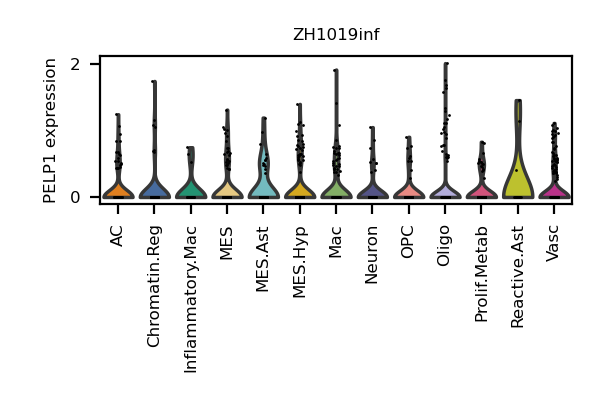 ZH1019inf
PELP1 expression
2
0
AC
Chromatin.Reg
Inflammatory.Mac
MES
MES.Ast
MES.Hyp
Mac
Neuron
OPC
Oligo
Prolif.Metab
Reactive.Ast
Vasc